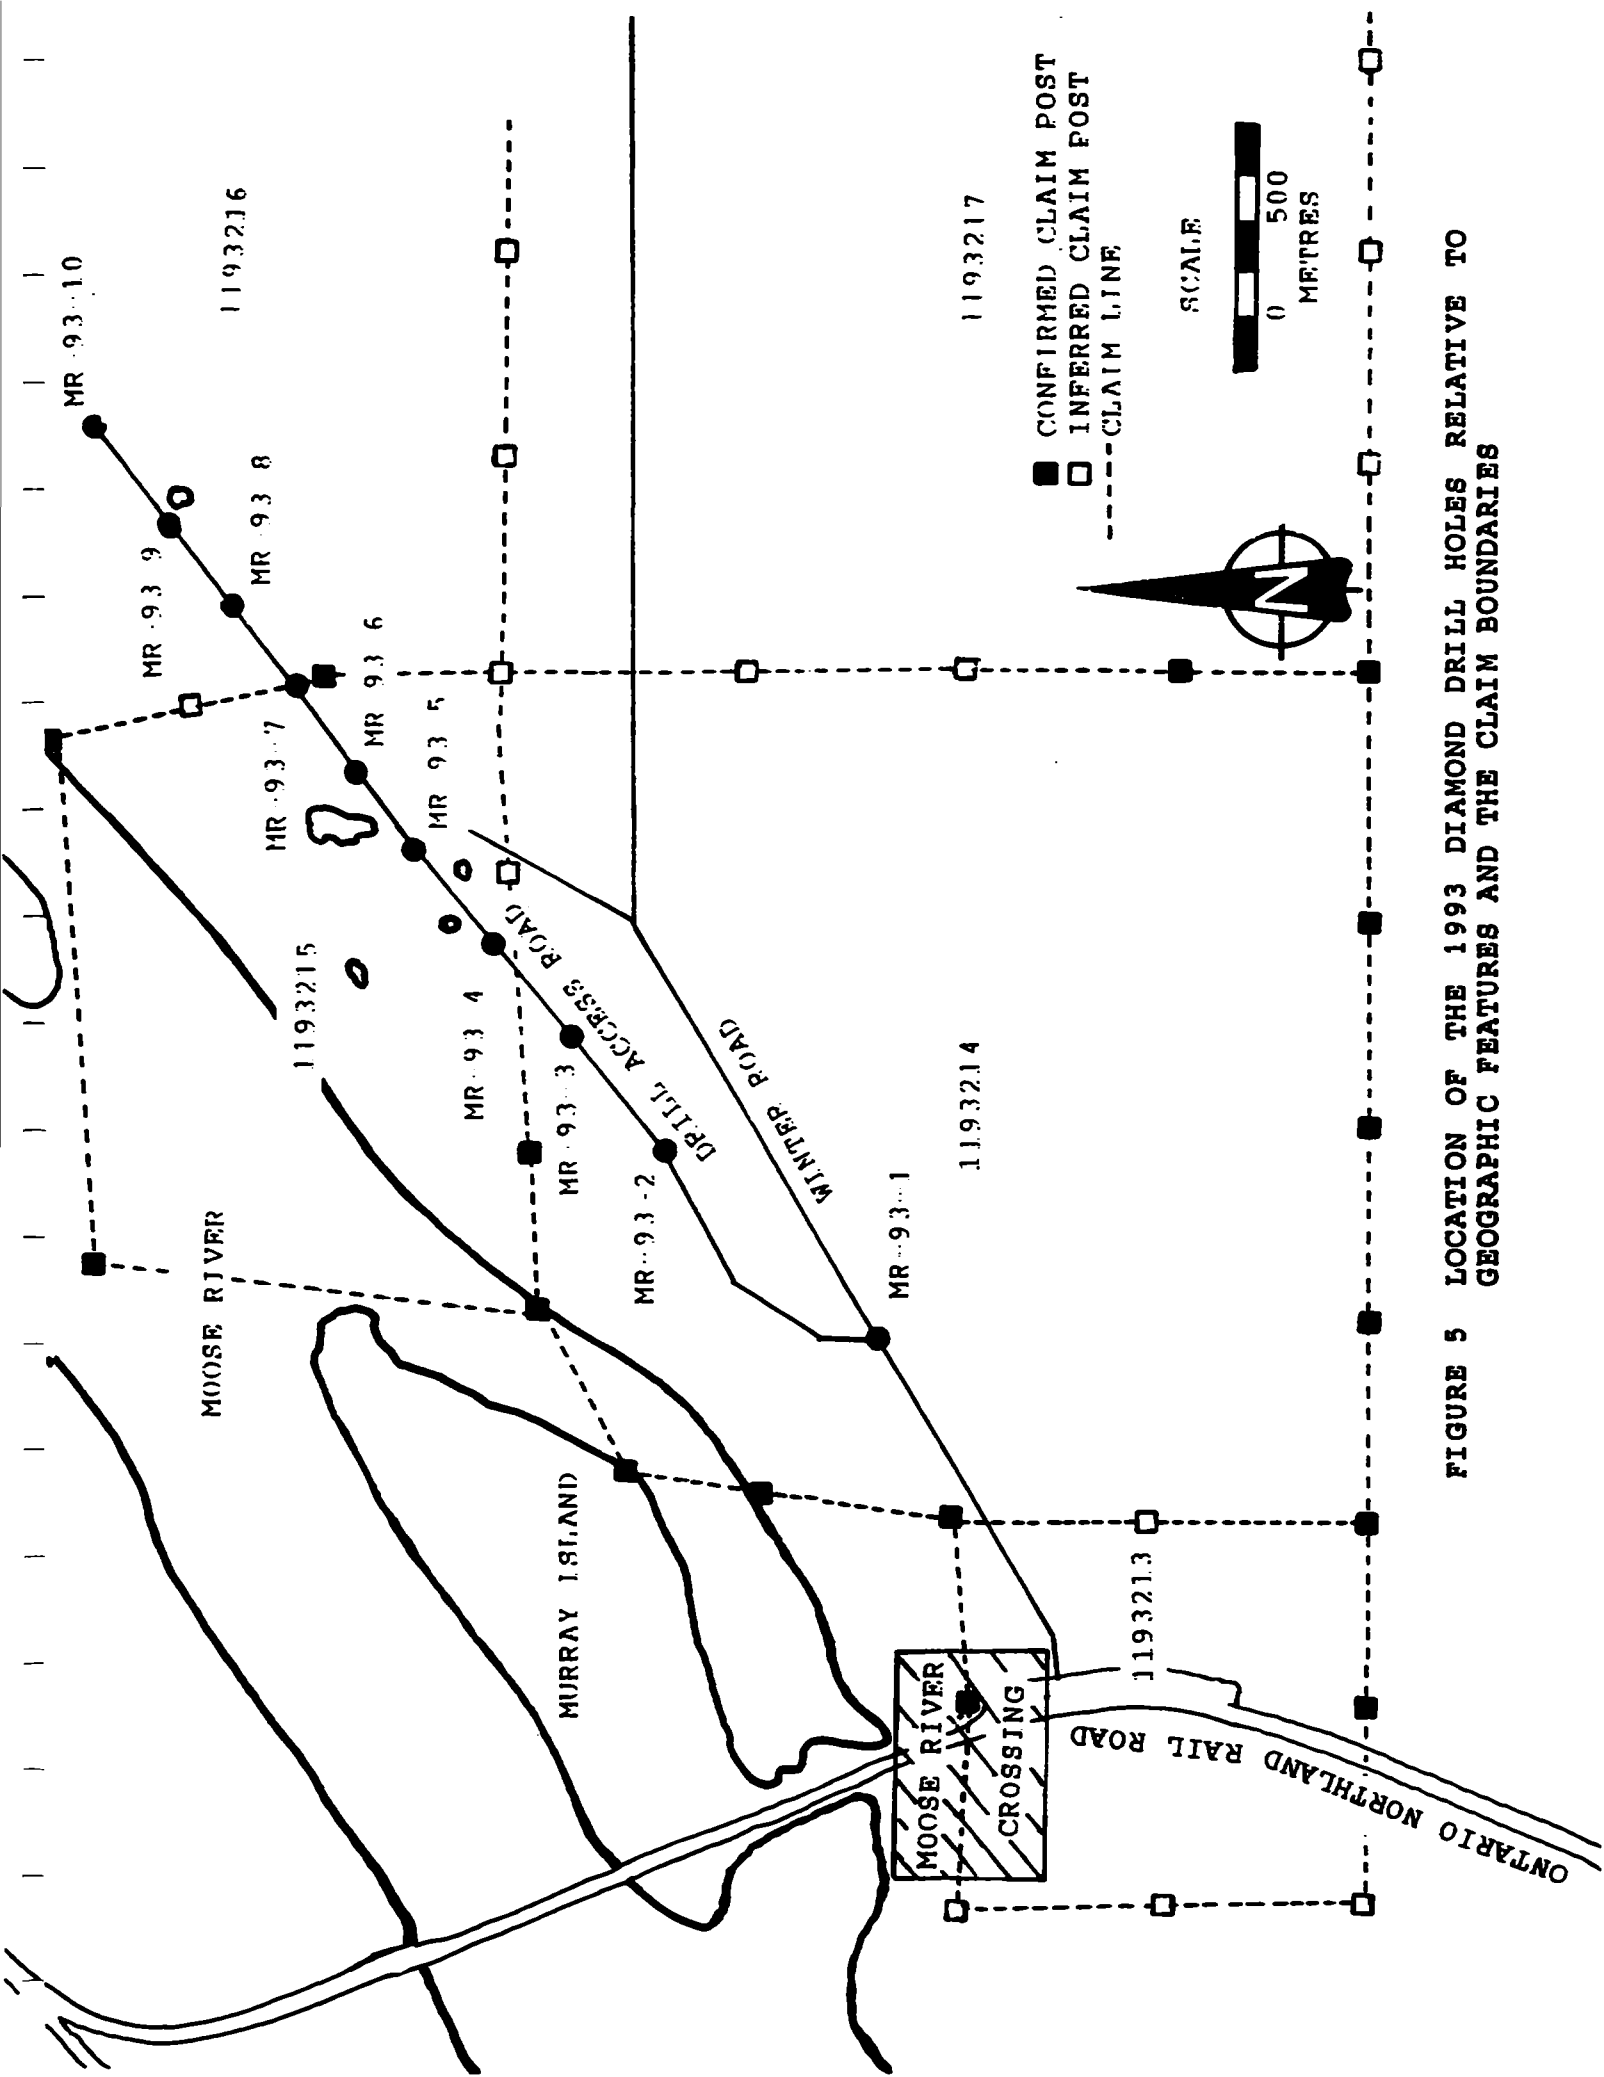 MR-93-10
1193216
MR 93 8
MR-93 9
MR 93 6
MR-93-7
MR 93 5
1193215
MR-93 4
MR-93-3
MR-93-2
MR-93-1
DRILL ACCESS ROAD
WINTER ROAD
MOOSE RIVER
MURRAY ISLAND
1193214
1193217
1193213
MOOSE RIVER
CROSSING
ONTARIO NORTHLAND RAIL ROAD
CONFIRMED CLAIM POST
INFERRED CLAIM POST
CLAIM LINE
N
SCALE
0 500
METRES
FIGURE 5 LOCATION OF THE 1993 DIAMOND DRILL HOLES RELATIVE TO
GEOGRAPHIC FEATURES AND THE CLAIM BOUNDARIES